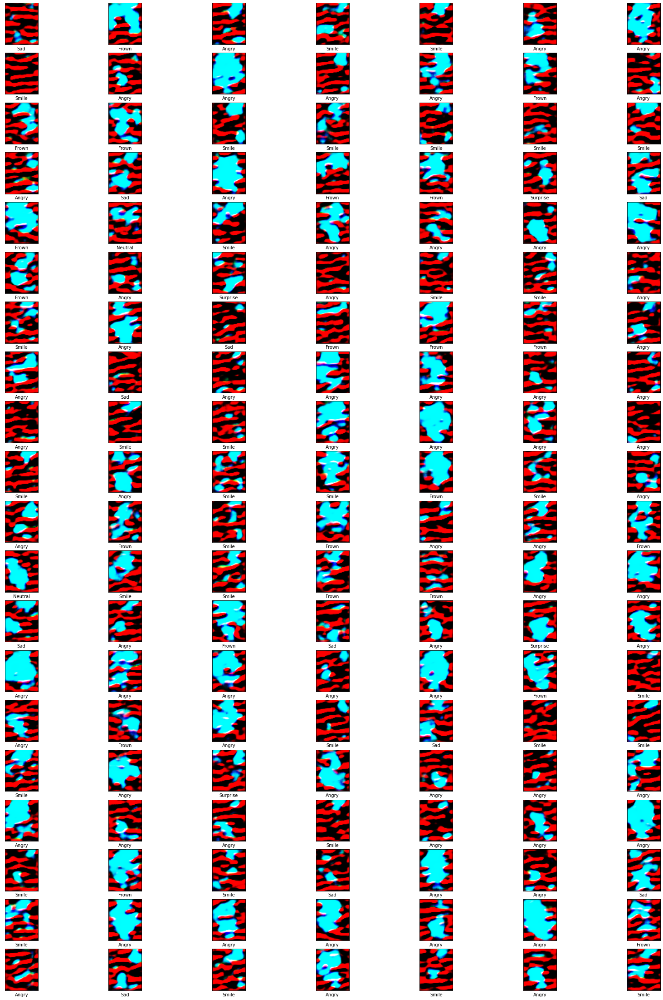 Sad Frown Angry Smile Smile Angry Angry
Smile Angry Angry Angry Angry Frown Angry
Frown Frown Smile Smile Smile Smile Smile
Angry Sad Angry Frown Frown Surprise Sad
Frown Neutral Smile Angry Angry Angry Angry
Frown Angry Surprise Angry Smile Smile Angry
Smile Angry Sad Frown Frown Frown Angry
Angry Sad Angry Angry Angry Angry Angry
Angry Smile Smile Angry Angry Angry Angry
Smile Angry Smile Smile Frown Smile Angry
Angry Frown Smile Frown Angry Angry Frown
Neutral Smile Smile Frown Frown Angry Angry
Sad Angry Frown Sad Angry Surprise Angry
Angry Angry Angry Angry Angry Frown Smile
Angry Frown Angry Smile Sad Smile Smile
Smile Angry Surprise Angry Angry Angry Angry
Angry Angry Angry Smile Angry Angry Angry
Smile Frown Smile Sad Angry Angry Sad
Smile Angry Angry Angry Angry Angry Frown
Angry Sad Smile Angry Smile Angry Smile